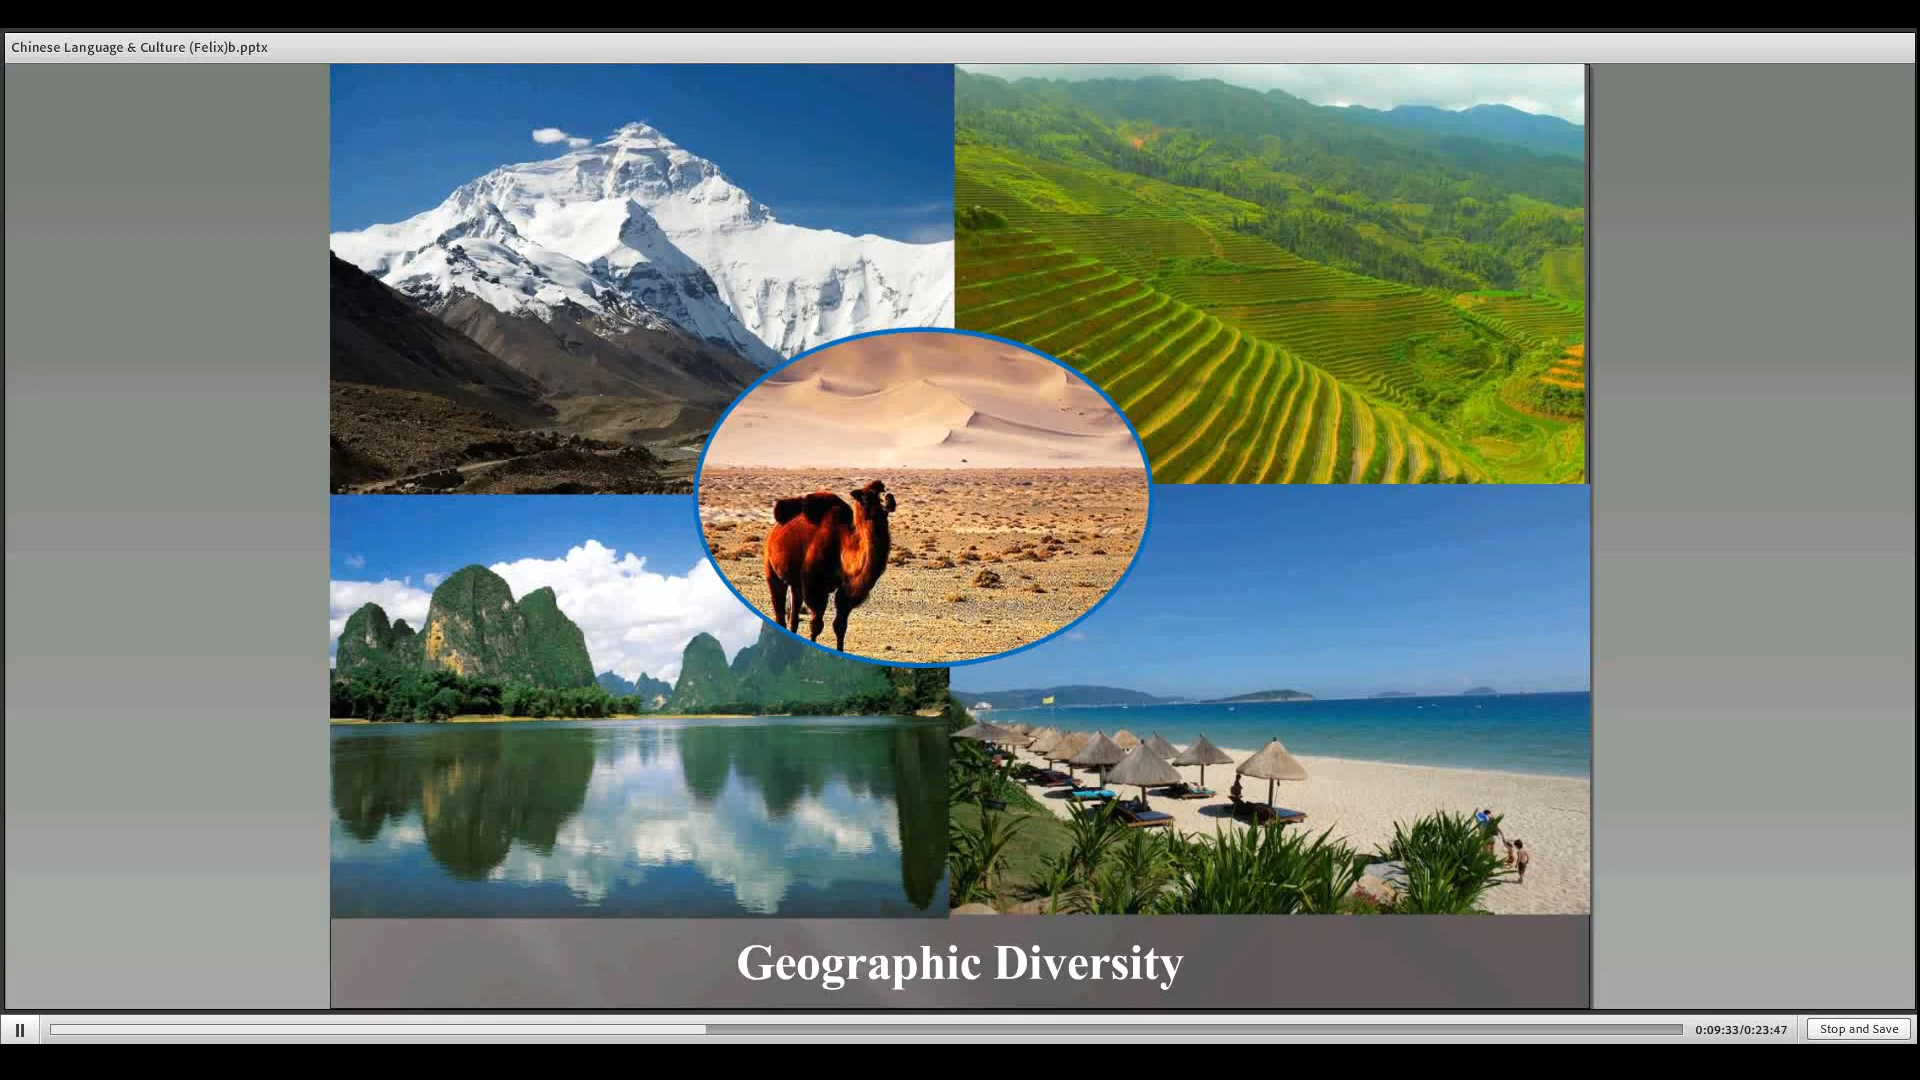 Chinese Language & Culture (Felix)b.pptx
Geographic Diversity
0:09:33/0:23:47
Stop and Save